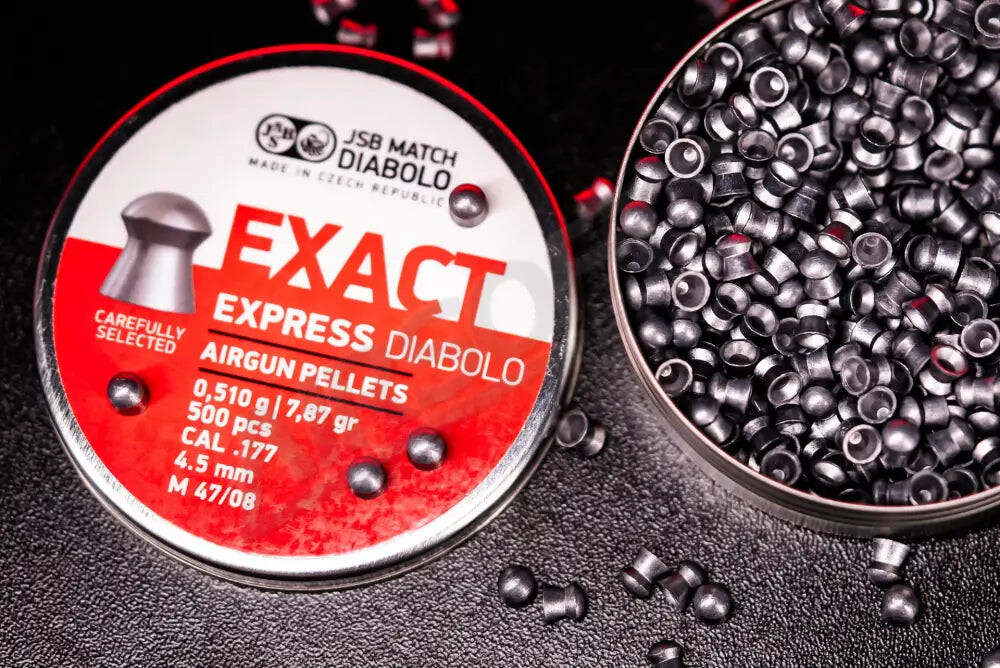 JSB
JSB MATCH
DIABOLO
MADE IN CZECH REPUBLIC
EXACT
EXPRESS DIABOLO
AIRGUN PELLETS
CAREFULLY
SELECTED
0,510 g | 7,87 gr
500 pcs
CAL .177
4.5 mm
M 47/08